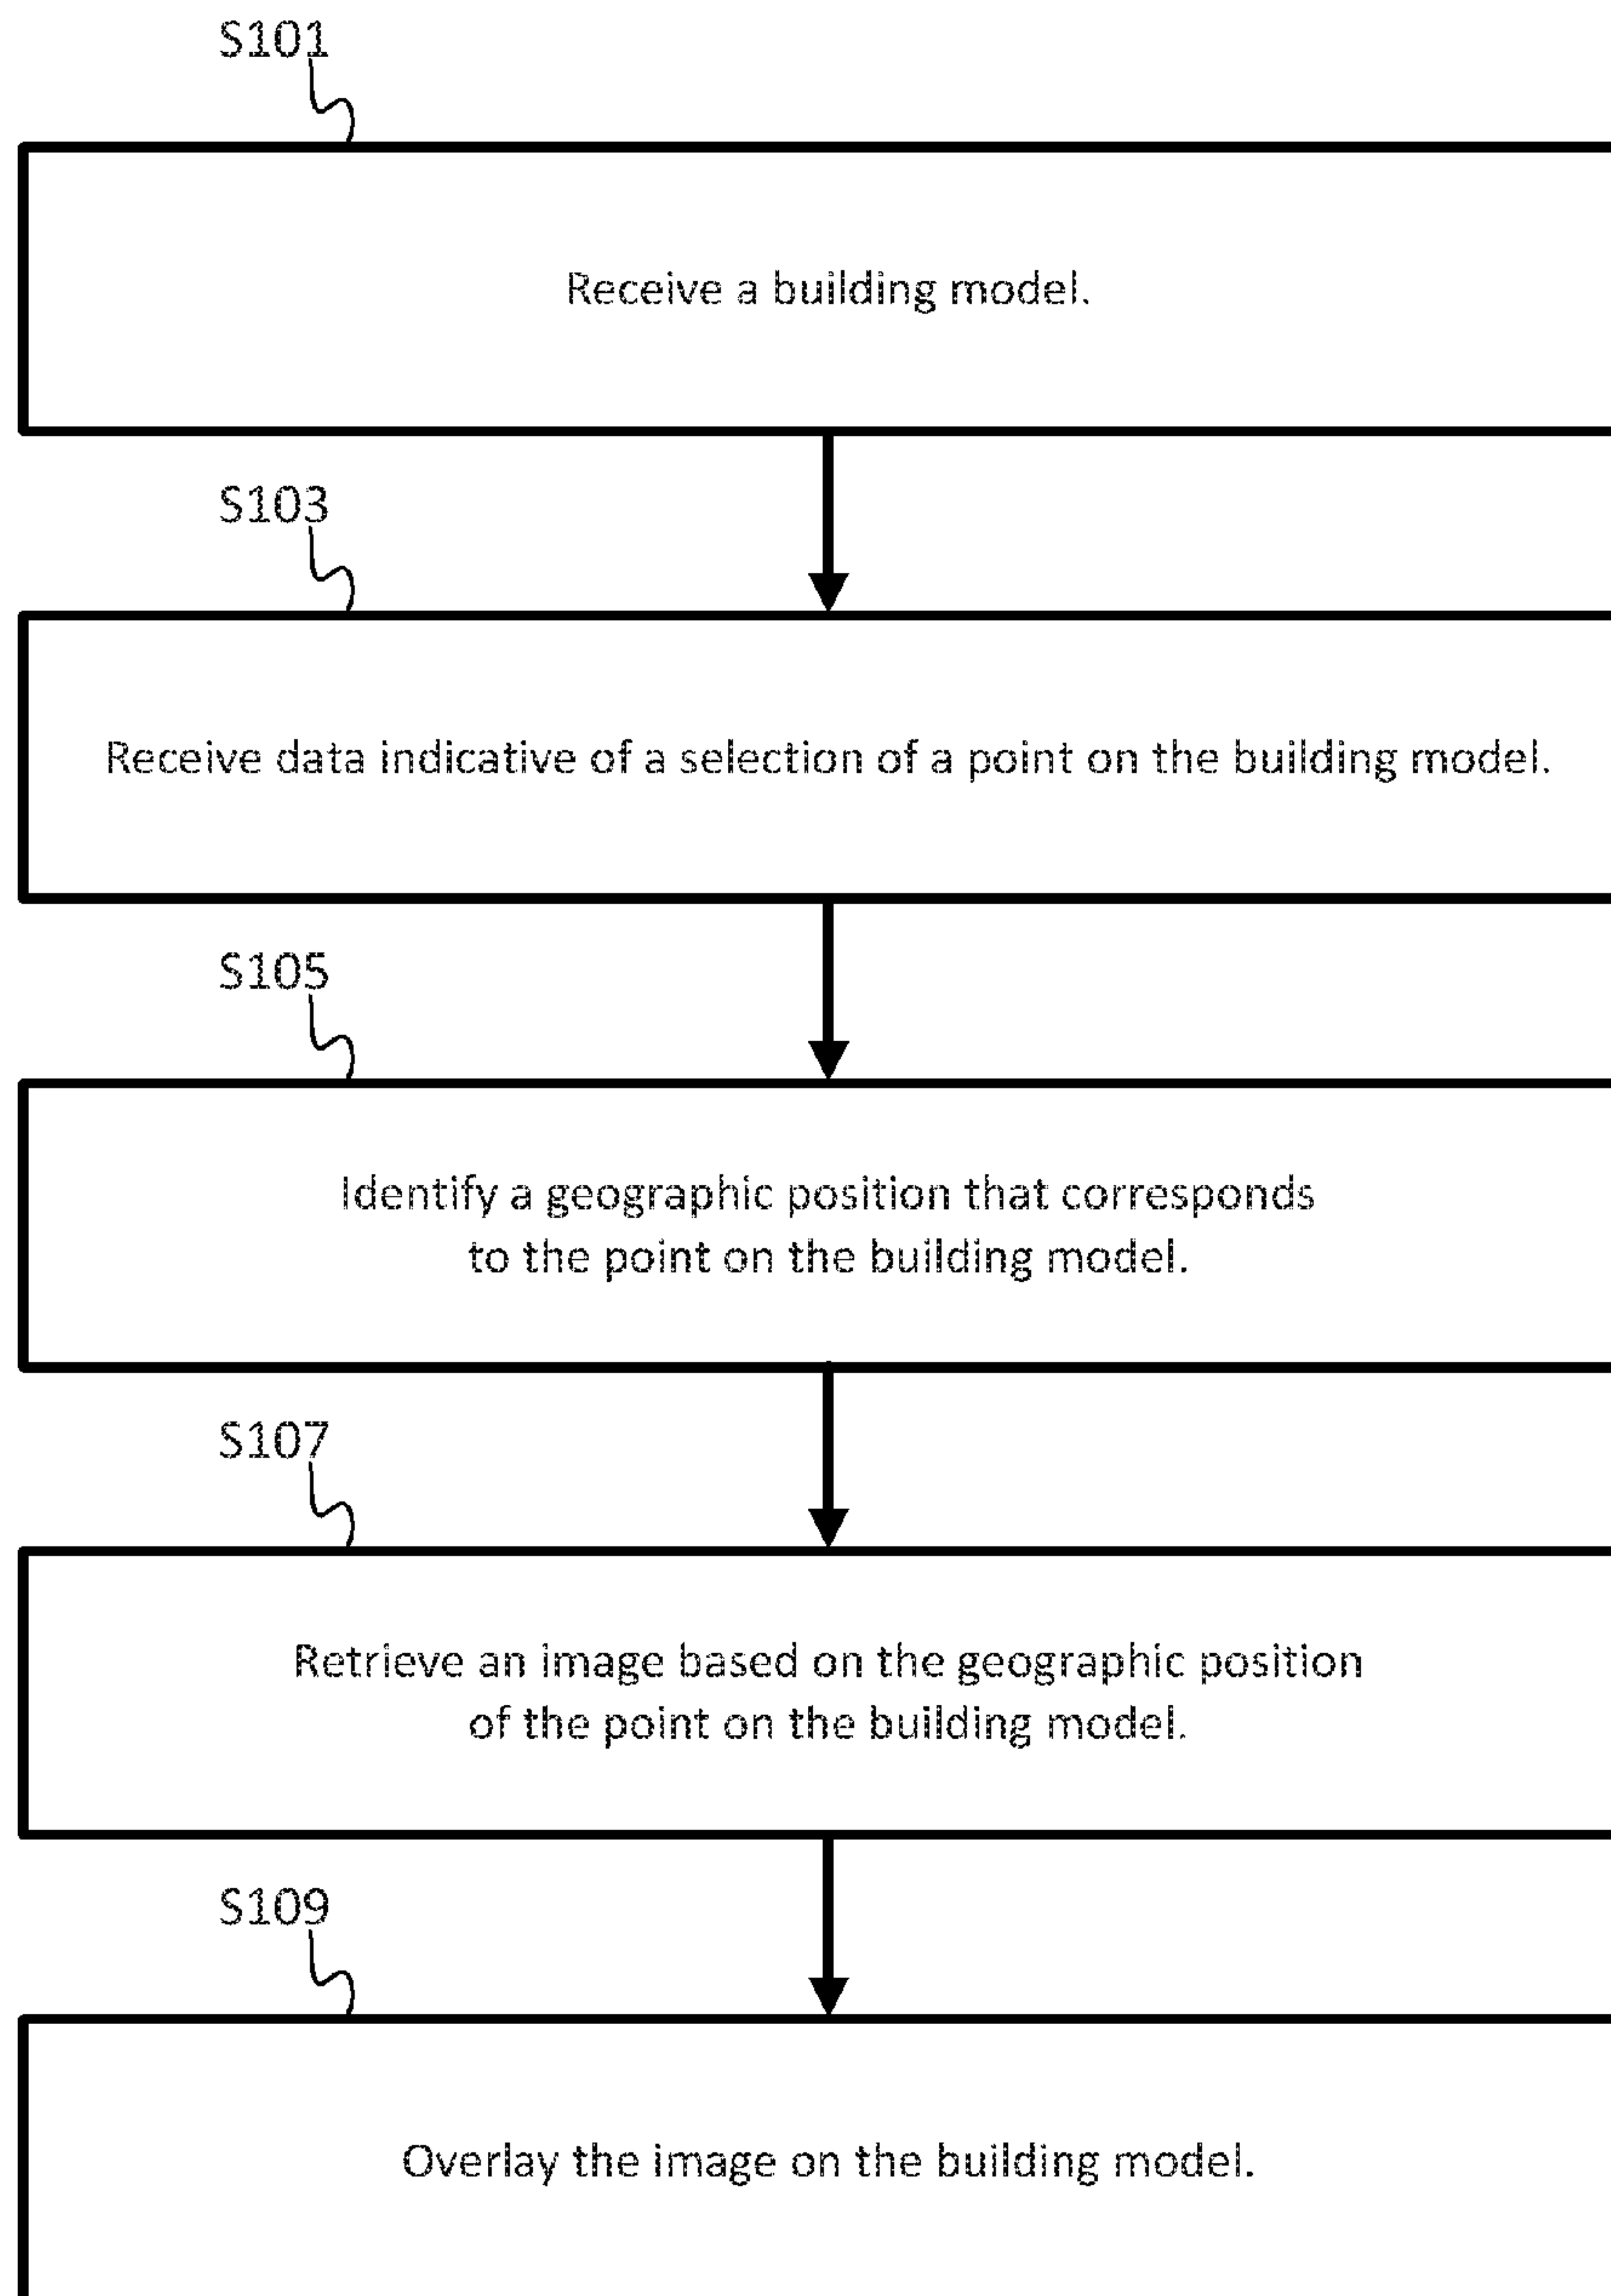 S101
Receive a building model.
S103
Receive data indicative of a selection of a point on the building model.
S105
Identify a geographic position that corresponds
to the point on the building model.
S107
Retrieve an image based on the geographic position
of the point on the building model.
S109
Overlay the image on the building model.